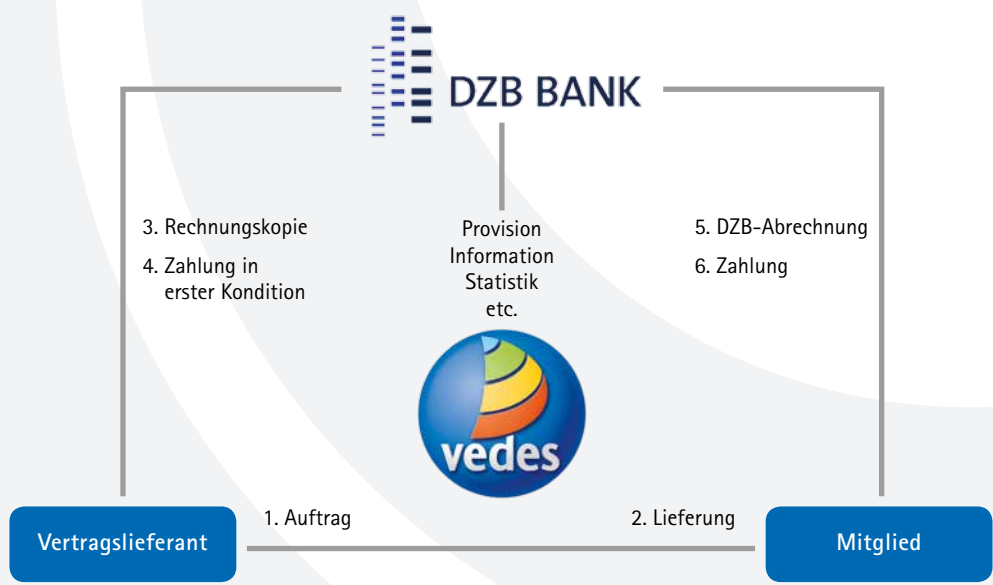 DZB BANK
3. Rechnungskopie
4. Zahlung in
erster Kondition
Provision
Information
Statistik
etc.
5. DZB-Abrechnung
6. Zahlung
vedes
1. Auftrag
2. Lieferung
Vertragslieferant
Mitglied